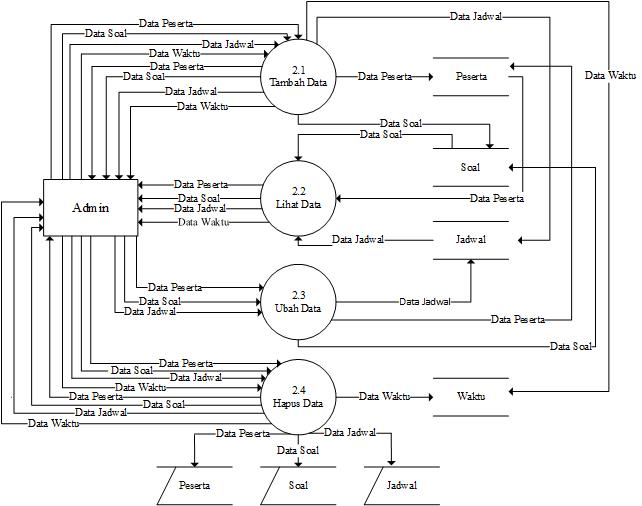 Data Peserta
Data Soal
Data Jadwal
Data Jadwal
Data Waktu
Data Peserta
Data Soal
Data Jadwal
Data Waktu
2.1
Tambah Data
Data Peserta
Peserta
Data Waktu
Data Soal
Data Soal
Soal
Data Peserta
Data Soal
Data Jadwal
Data Waktu
2.2
Lihat Data
Data Peserta
Admin
Data Jadwal
Jadwal
Data Peserta
Data Soal
Data Jadwal
2.3
Ubah Data
Data Jadwal
Data Peserta
Data Soal
Data Peserta
Data Soal
Data Jadwal
Data Waktu
Data Peserta
Data Soal
Data Jadwal
Data Waktu
2.4
Hapus Data
Data Waktu
Waktu
Data Peserta
Data Jadwal
Data Soal
Peserta
Soal
Jadwal